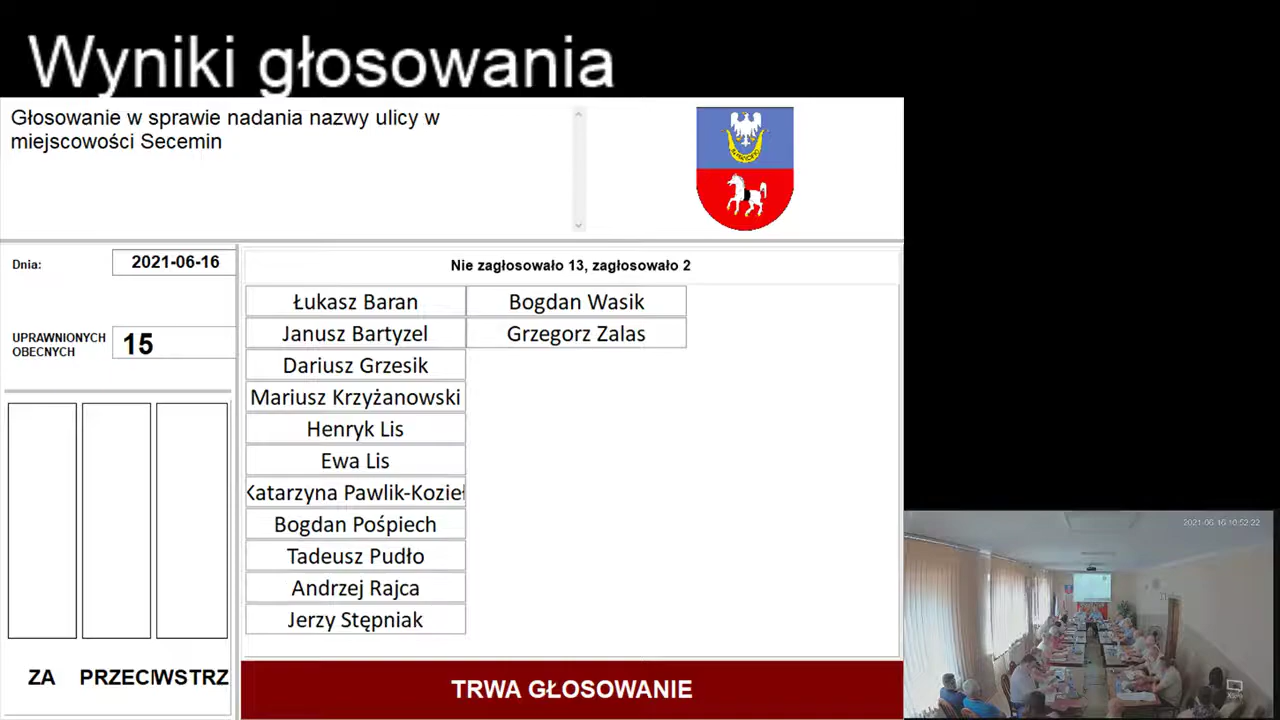 Wyniki głosowania
Głosowanie w sprawie nadania nazwy ulicy w
miejscowości Secemin
Dnia:
2021-06-16
UPRAWNIONYCH
OBECNYCH
15
ZA
PRZECI
WSTRZ
Nie zagłosowało 13, zagłosowało 2
Łukasz Baran
Janusz Bartyzel
Dariusz Grzesik
Mariusz Krzyżanowski
Henryk Lis
Ewa Lis
Katarzyna Pawlik-Kozieł
Bogdan Pośpiech
Tadeusz Pudło
Andrzej Rajca
Jerzy Stępniak
Bogdan Wasik
Grzegorz Zalas
TRWA GŁOSOWANIE
2021-06-16 10:52:22